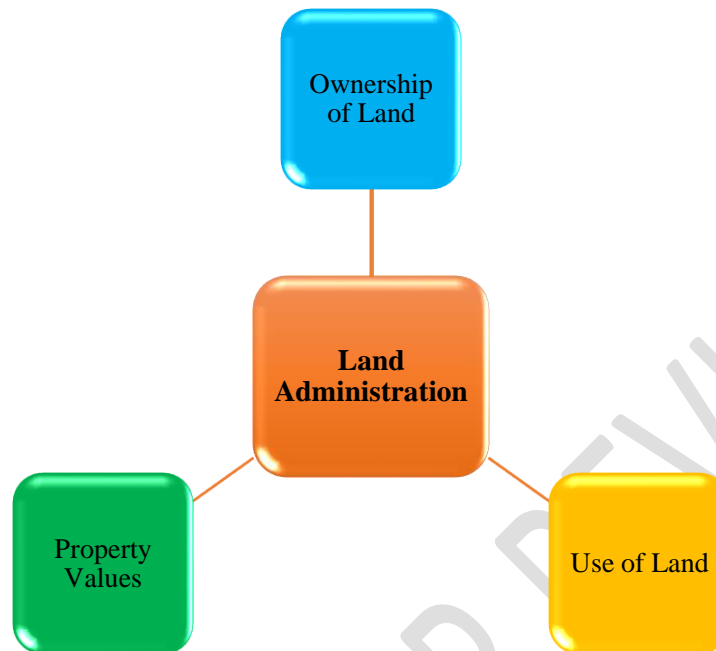 Ownership
of Land
Land
Administration
Property
Values
Use of Land